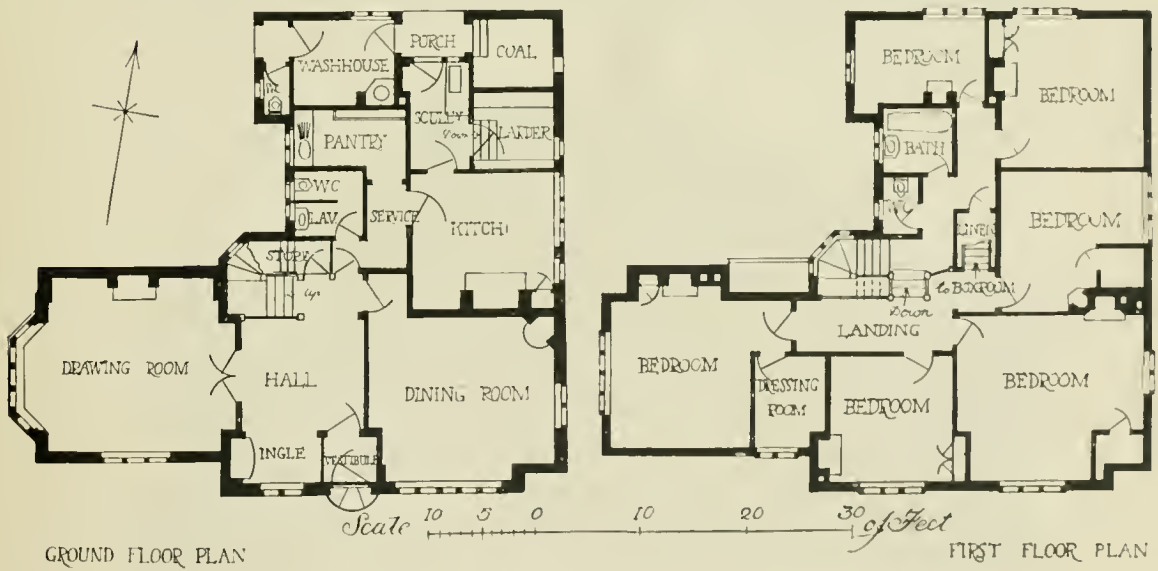 WASHHOUSE
PORCH
COAL
W.C
PANTRY
SCULLY
Down
LARDER
WC
LAV.
SERVICE
KITCHN
STORE
Up
DRAWING ROOM
HALL
DINING ROOM
INGLE
VESTIBULE
GROUND FLOOR PLAN
BEDROOM
BEDROOM
BATH
W.C
BEDROOM
LINEN
to BOXROOM
Down
LANDING
BEDROOM
DRESSING
ROOM
BEDROOM
BEDROOM
FIRST FLOOR PLAN
Scale 10 5 0 10 20 30 of Feet